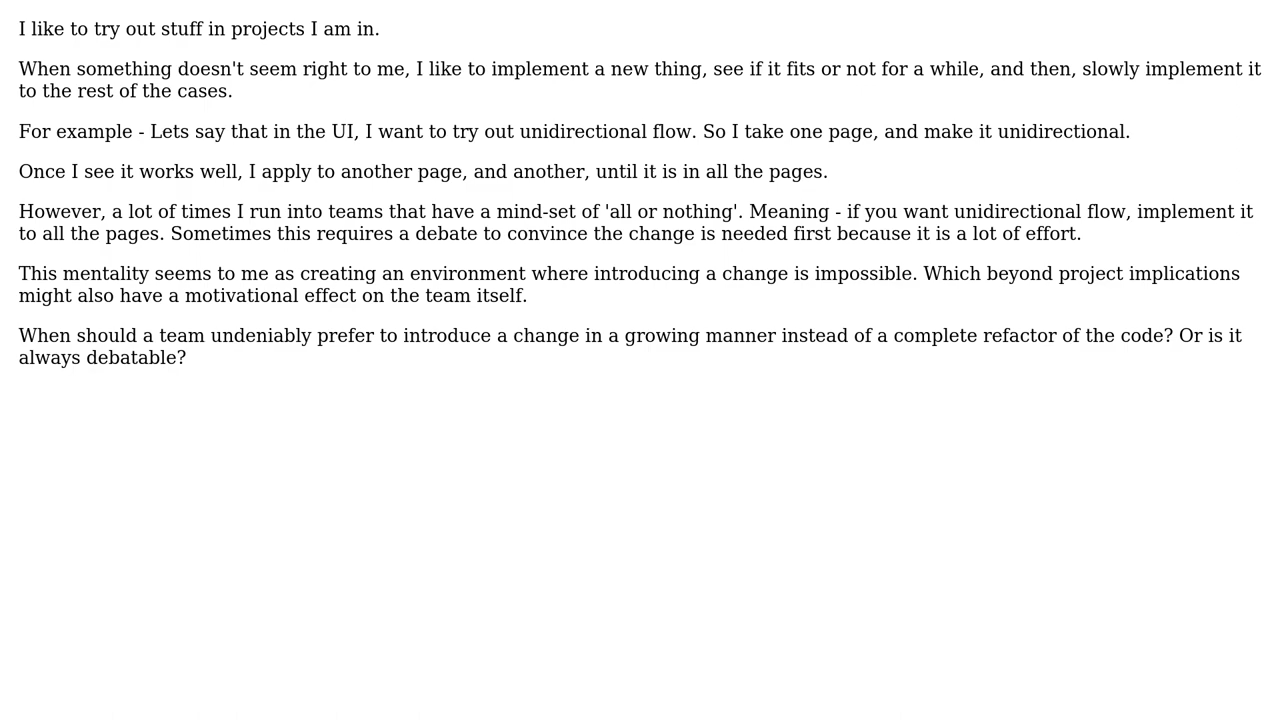 I like to try out stuff in projects I am in.
When something doesn't seem right to me, I like to implement a new thing, see if it fits or not for a while, and then, slowly implement it
to the rest of the cases.
For example - Lets say that in the UI, I want to try out unidirectional flow. So I take one page, and make it unidirectional.
Once I see it works well, I apply to another page, and another, until it is in all the pages.
However, a lot of times I run into teams that have a mind-set of 'all or nothing'. Meaning - if you want unidirectional flow, implement it
to all the pages. Sometimes this requires a debate to convince the change is needed first because it is a lot of effort.
This mentality seems to me as creating an environment where introducing a change is impossible. Which beyond project implications
might also have a motivational effect on the team itself.
When should a team undeniably prefer to introduce a change in a growing manner instead of a complete refactor of the code? Or is it
always debatable?